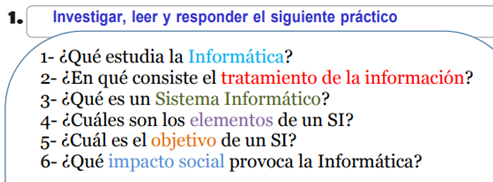 1. Investigar, leer y responder el siguiente práctico
1- ¿Qué estudia la Informática?
2- ¿En qué consiste el tratamiento de la información?
3- ¿Qué es un Sistema Informático?
4- ¿Cuáles son los elementos de un SI?
5- ¿Cuál es el objetivo de un SI?
6- ¿Qué impacto social provoca la Informática?